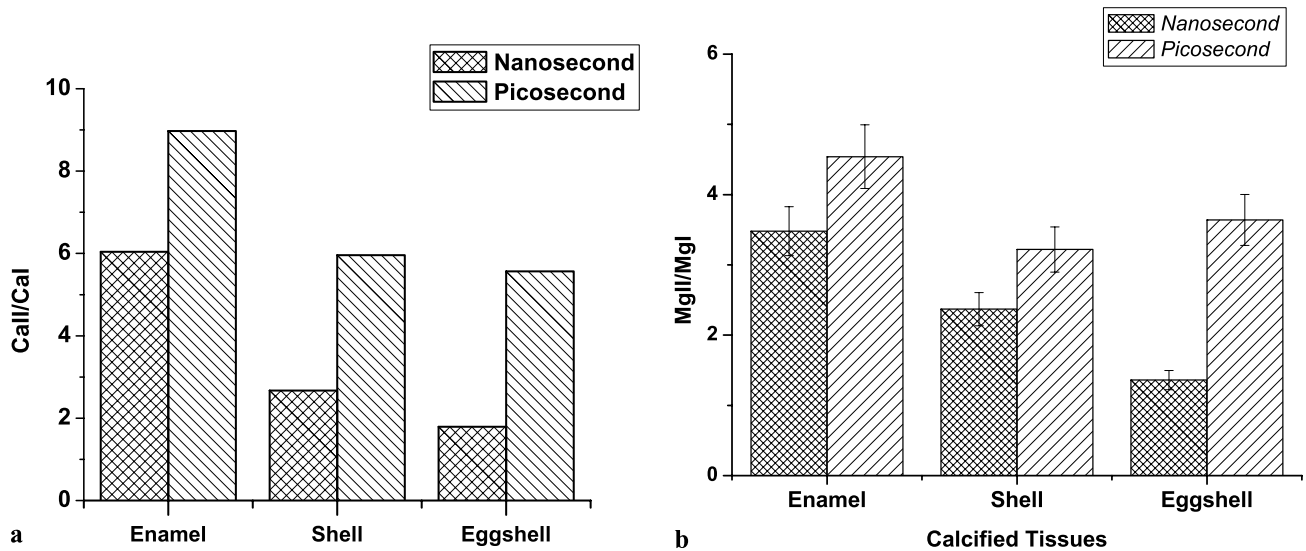 Nanosecond
Picosecond
10
8
6
4
2
0
CaII/CaI
Enamel Shell Eggshell
a
Nanosecond
Picosecond
6
4
2
0
MgII/MgI
Enamel Shell Eggshell
Calcified Tissues
b